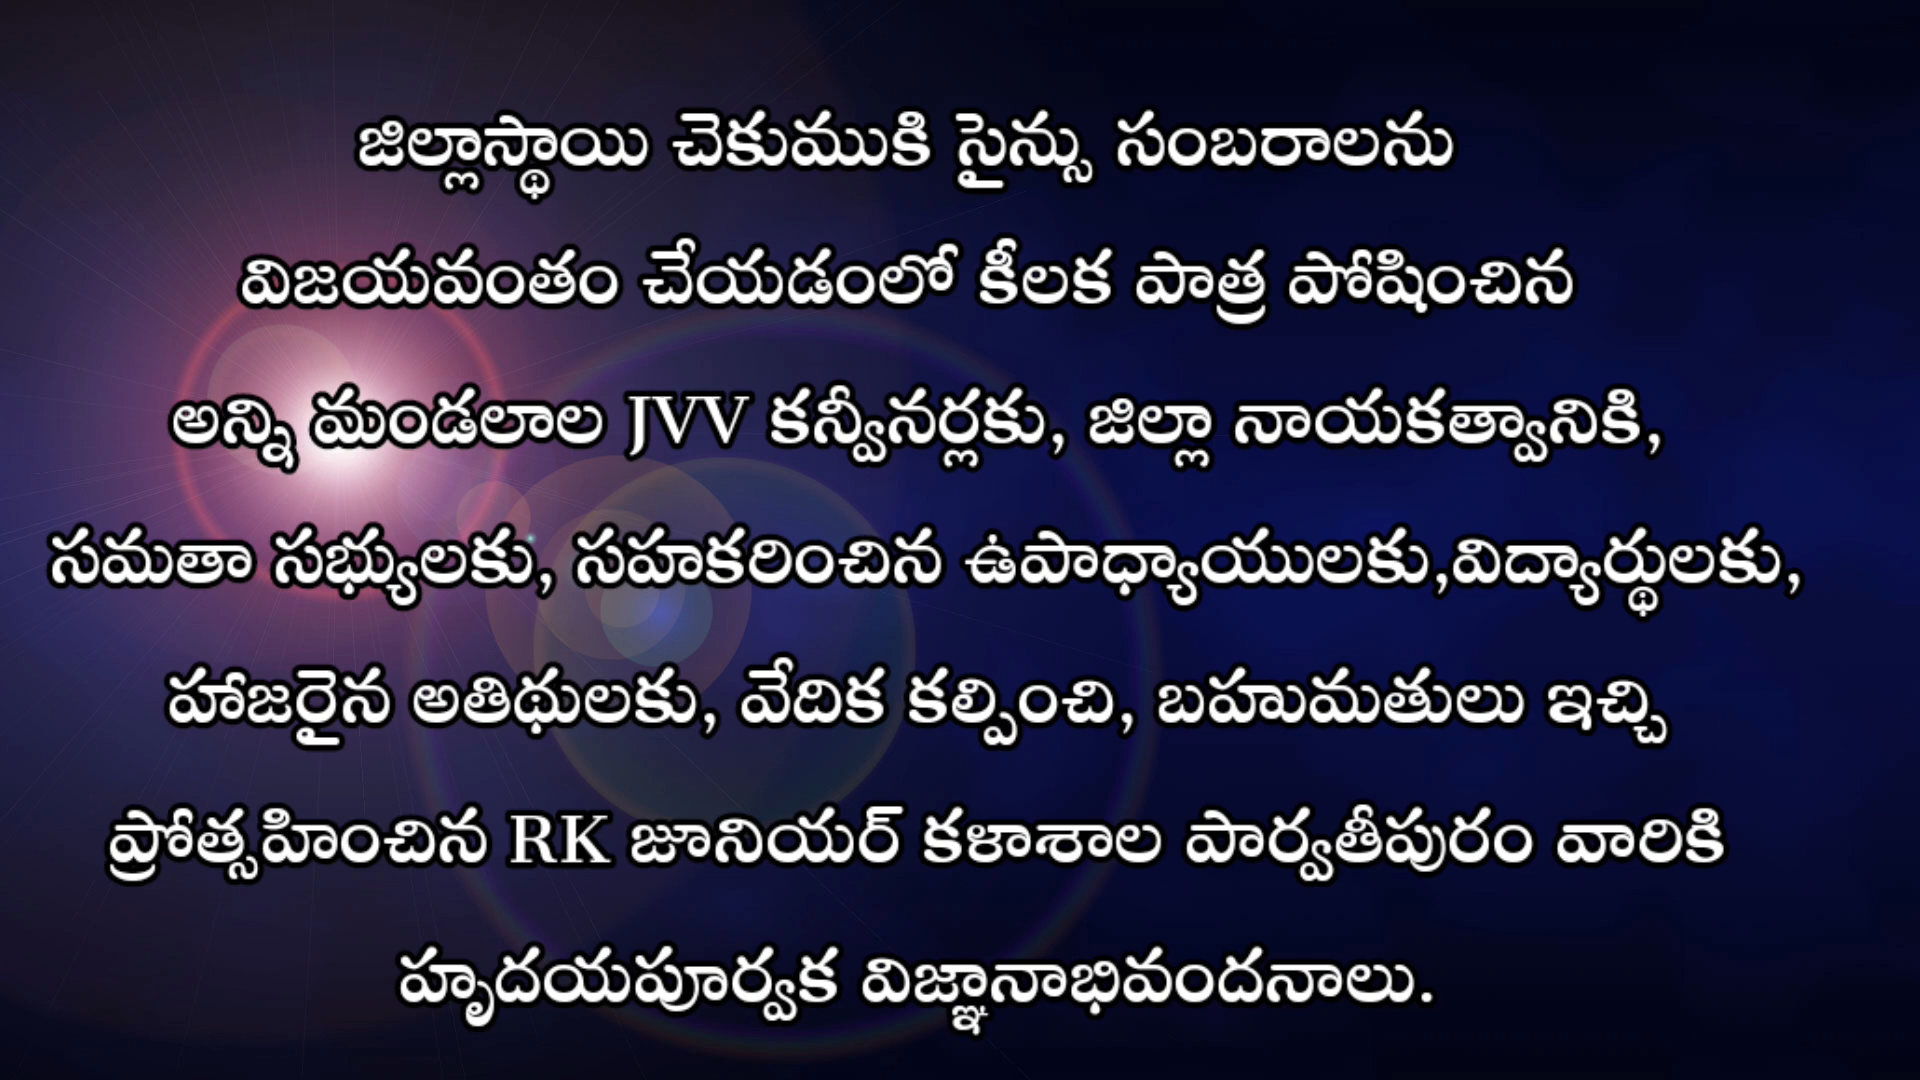 జిల్లాస్థాయి చెకుముకి సైన్సు సంబరాలను
విజయవంతం చేయడంలో కీలక పాత్ర పోషించిన
అన్ని మండలాల JVV కన్వీనర్లకు, జిల్లా నాయకత్వానికి,
సమతా సభ్యులకు, సహకరించిన ఉపాధ్యాయులకు,విద్యార్థులకు,
హాజరైన అతిథులకు, వేదిక కల్పించి, బహుమతులు ఇచ్చి
ప్రోత్సహించిన RK జూనియర్ కళాశాల పార్వతీపురం వారికి
హృదయపూర్వక విజ్ఞానాభివందనాలు.